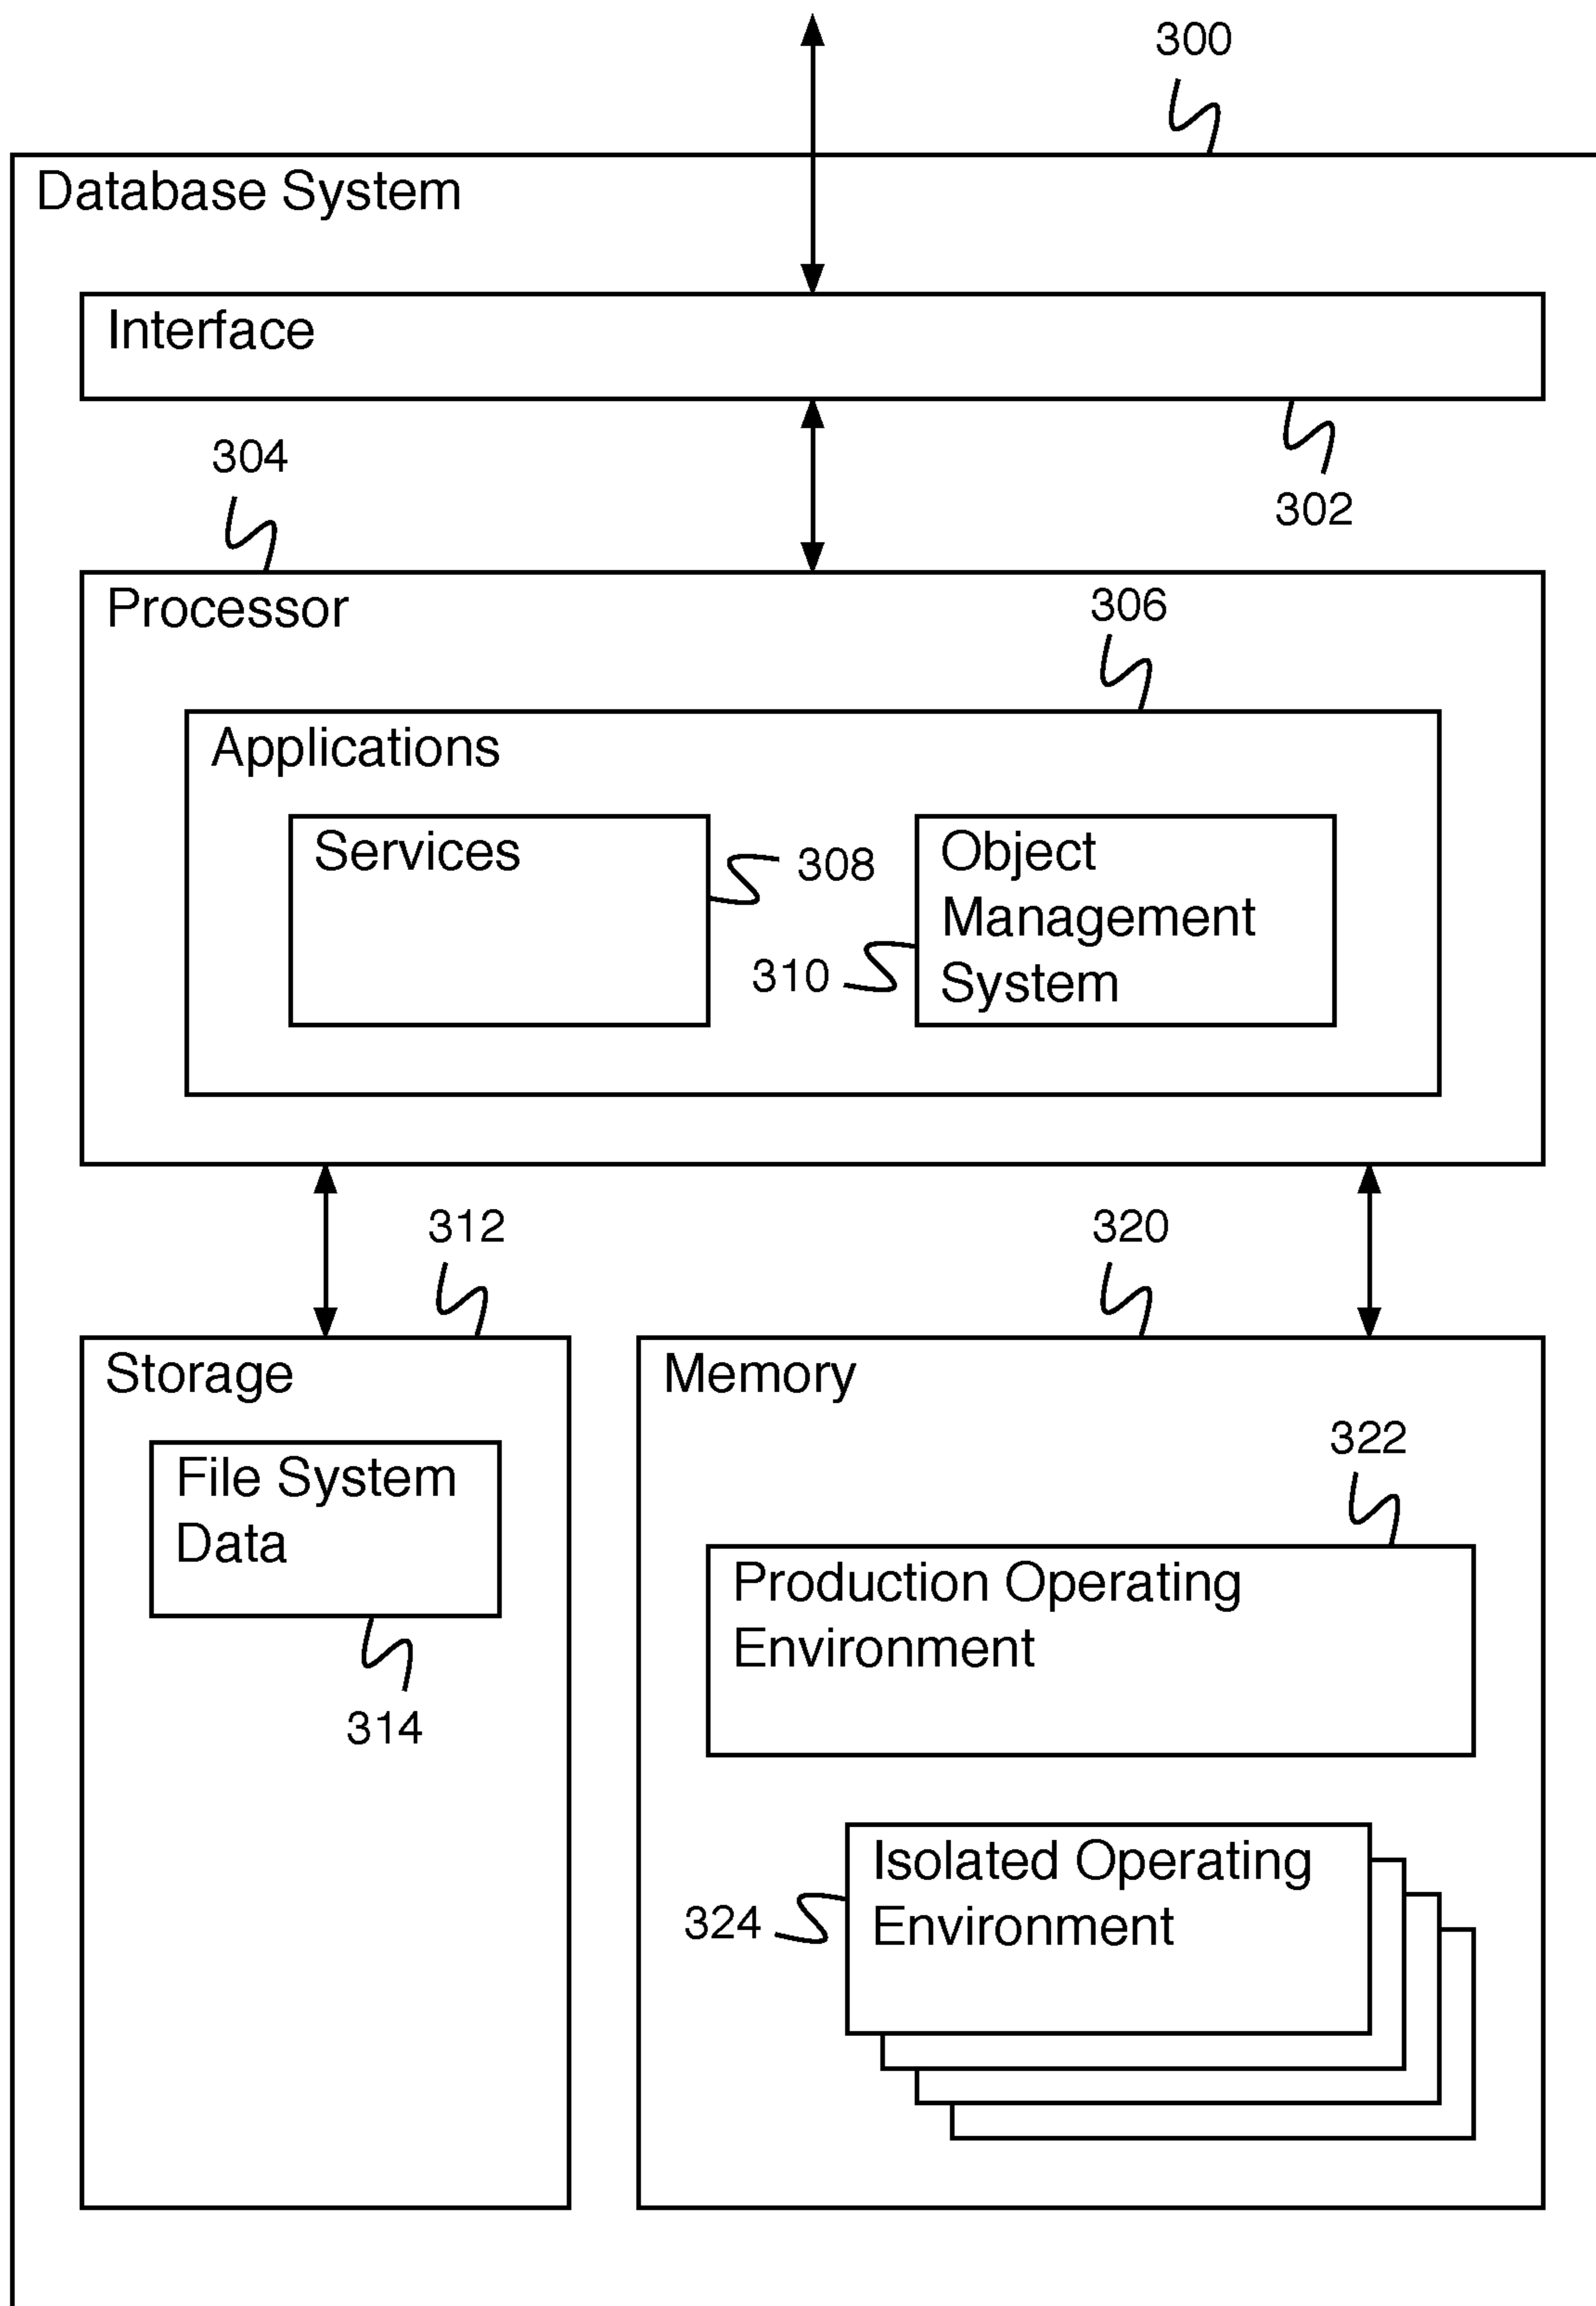 300
Database System
Interface
304
302
Processor
306
Applications
Services
308
Object
Management
System
310
312
320
Storage
Memory
322
File System
Data
Production Operating
Environment
314
Isolated Operating
Environment
324